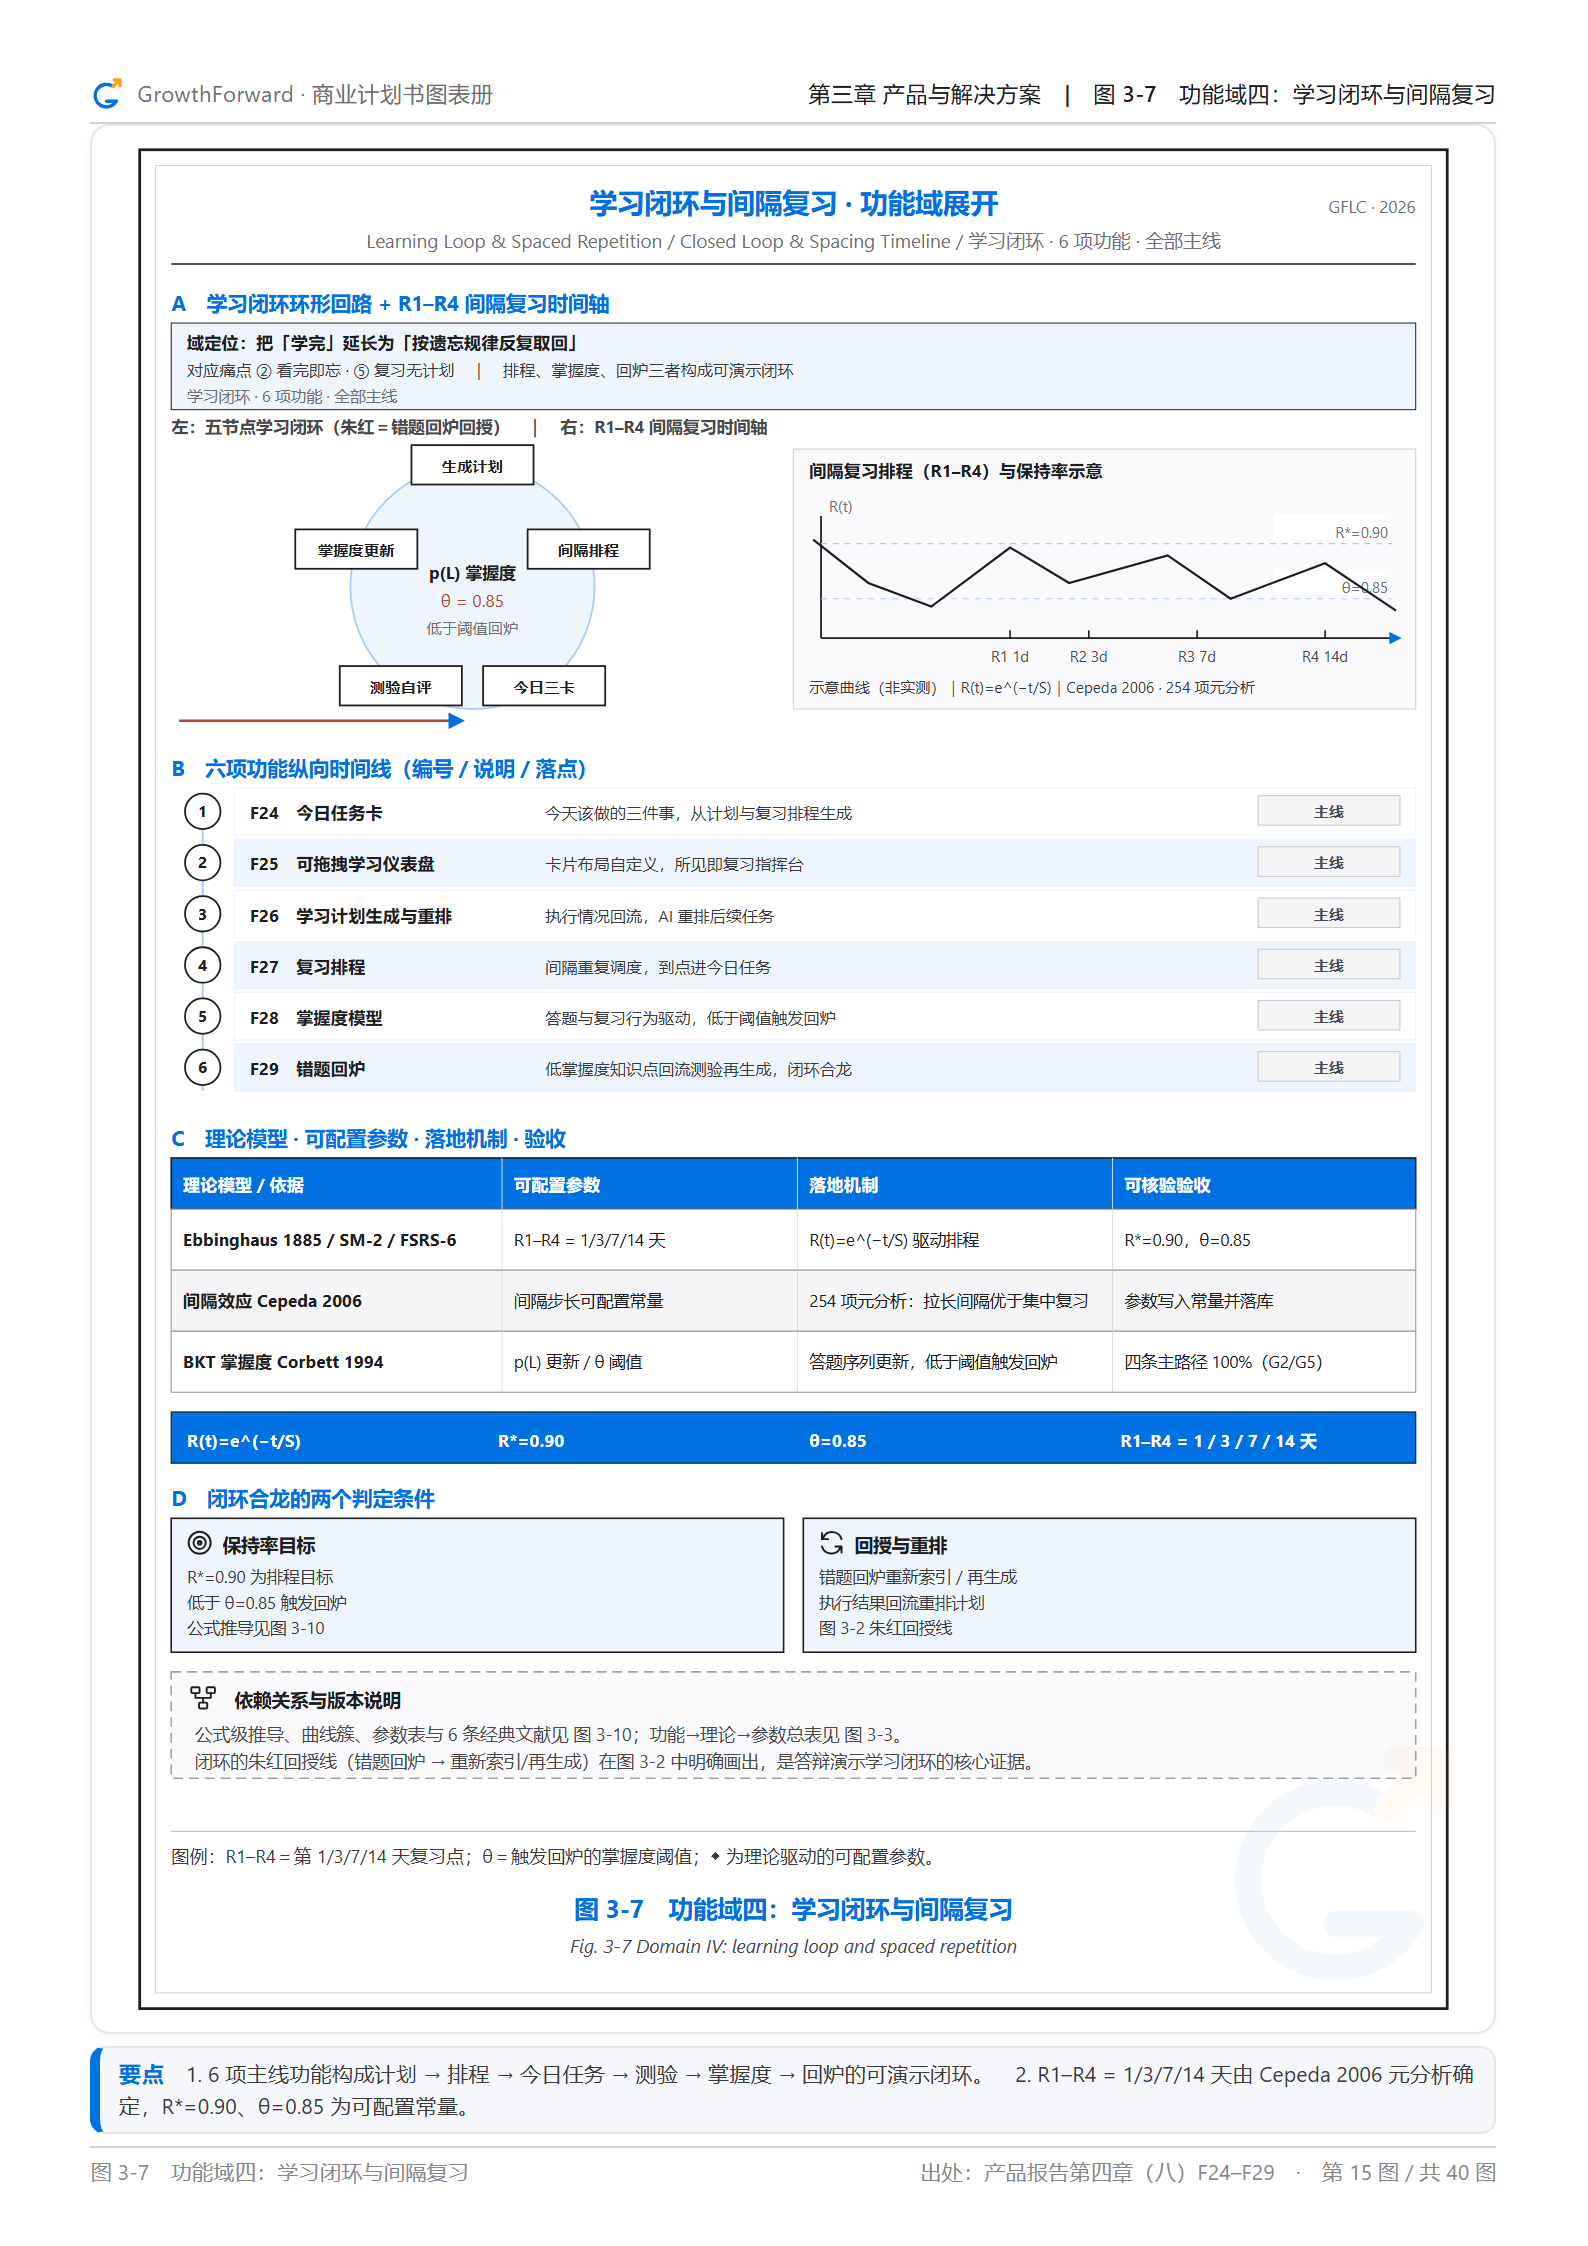 GrowthForward · 商业计划书图表册
第三章 产品与解决方案 | 图 3-7 功能域四：学习闭环与间隔复习
学习闭环与间隔复习 · 功能域展开
GFLC · 2026
Learning Loop & Spaced Repetition / Closed Loop & Spacing Timeline / 学习闭环 · 6 项功能 · 全部主线
A 学习闭环环形回路 + R1–R4 间隔复习时间轴
域定位：把「学完」延长为「按遗忘规律反复取回」
对应痛点 ② 看完即忘 · ⑤ 复习无计划 | 排程、掌握度、回炉三者构成可演示闭环
学习闭环 · 6 项功能 · 全部主线
左：五节点学习闭环（朱红 = 错题回炉回授） | 右：R1–R4 间隔复习时间轴
生成计划
掌握度更新
间隔排程
p(L) 掌握度
θ = 0.85
低于阈值回炉
测验自评
今日三卡
间隔复习排程（R1–R4）与保持率示意
R(t)
R*=0.90
θ=0.85
R1 1d
R2 3d
R3 7d
R4 14d
示意曲线（非实测） | R(t)=e^(−t/S) | Cepeda 2006 · 254 项元分析
B 六项功能纵向时间线（编号 / 说明 / 落点）
1 F24 今日任务卡 今天该做的三件事，从计划与复习排程生成 主线
2 F25 可拖拽学习仪表盘 卡片布局自定义，所见即复习指挥台 主线
3 F26 学习计划生成与重排 执行情况回流，AI 重排后续任务 主线
4 F27 复习排程 间隔重复调度，到点进今日任务 主线
5 F28 掌握度模型 答题与复习行为驱动，低于阈值触发回炉 主线
6 F29 错题回炉 低掌握度知识点回流测验再生成，闭环合龙 主线
C 理论模型 · 可配置参数 · 落地机制 · 验收
理论模型 / 依据 可配置参数 落地机制 可核验验收
Ebbinghaus 1885 / SM-2 / FSRS-6 R1–R4 = 1/3/7/14 天 R(t)=e^(−t/S) 驱动排程 R*=0.90，θ=0.85
间隔效应 Cepeda 2006 间隔步长可配置常量 254 项元分析：拉长间隔优于集中复习 参数写入常量并落库
BKT 掌握度 Corbett 1994 p(L) 更新 / θ 阈值 答题序列更新，低于阈值触发回炉 四条主路径 100%（G2/G5）
R(t)=e^(−t/S) R*=0.90 θ=0.85 R1–R4 = 1 / 3 / 7 / 14 天
D 闭环合龙的两个判定条件
保持率目标
R*=0.90 为排程目标
低于 θ=0.85 触发回炉
公式推导见图 3-10
回授与重排
错题回炉重新索引 / 再生成
执行结果回流重排计划
图 3-2 朱红回授线
依赖关系与版本说明
公式级推导、曲线簇、参数表与 6 条经典文献见 图 3-10；功能→理论→参数总表见 图 3-3。
闭环的朱红回授线（错题回炉 → 重新索引/再生成）在图 3-2 中明确画出，是答辩演示学习闭环的核心证据。
图例：R1–R4 = 第 1/3/7/14 天复习点；θ = 触发回炉的掌握度阈值；◆ 为理论驱动的可配置参数。
图 3-7 功能域四：学习闭环与间隔复习
Fig. 3-7 Domain IV: learning loop and spaced repetition
要点 1. 6 项主线功能构成计划 → 排程 → 今日任务 → 测验 → 掌握度 → 回炉的可演示闭环。 2. R1–R4 = 1/3/7/14 天由 Cepeda 2006 元分析确
定，R*=0.90、θ=0.85 为可配置常量。
图 3-7 功能域四：学习闭环与间隔复习
出处：产品报告第四章（八）F24–F29 · 第 15 图 / 共 40 图